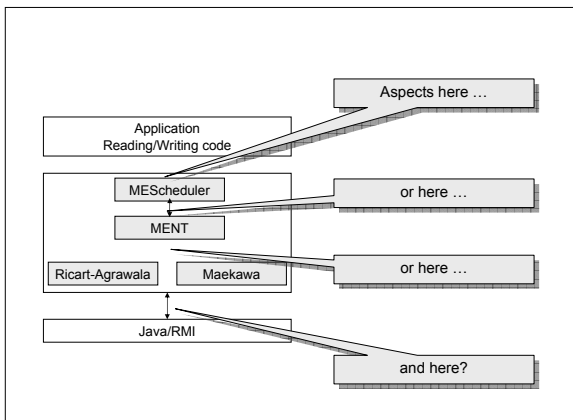 Aspects here …
Application
Reading/Writing code
MEScheduler
or here …
MENT
or here …
Ricart-Agrawala
Maekawa
Java/RMI
and here?